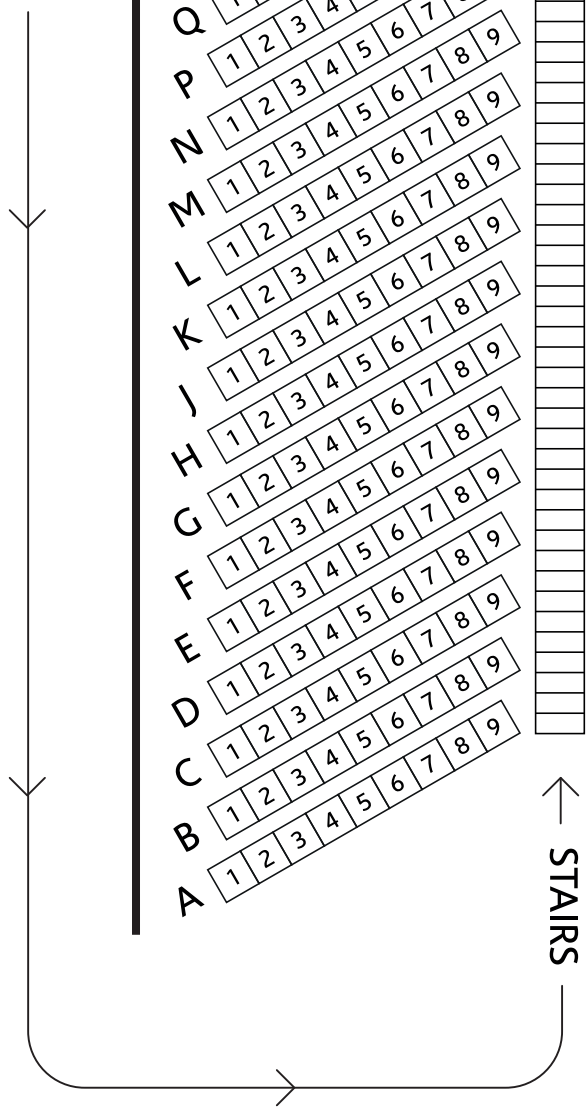 Q
P 1 2 3 4
N 1 2 3 4 5 6 7
M 1 2 3 4 5 6 7 8 9
L 1 2 3 4 5 6 7 8 9
K 1 2 3 4 5 6 7 8 9
J 1 2 3 4 5 6 7 8 9
H 1 2 3 4 5 6 7 8 9
G 1 2 3 4 5 6 7 8 9
F 1 2 3 4 5 6 7 8 9
E 1 2 3 4 5 6 7 8 9
D 1 2 3 4 5 6 7 8 9
C 1 2 3 4 5 6 7 8 9
B 1 2 3 4 5 6 7 8 9
A 1 2 3 4 5 6 7 8 9
STAIRS